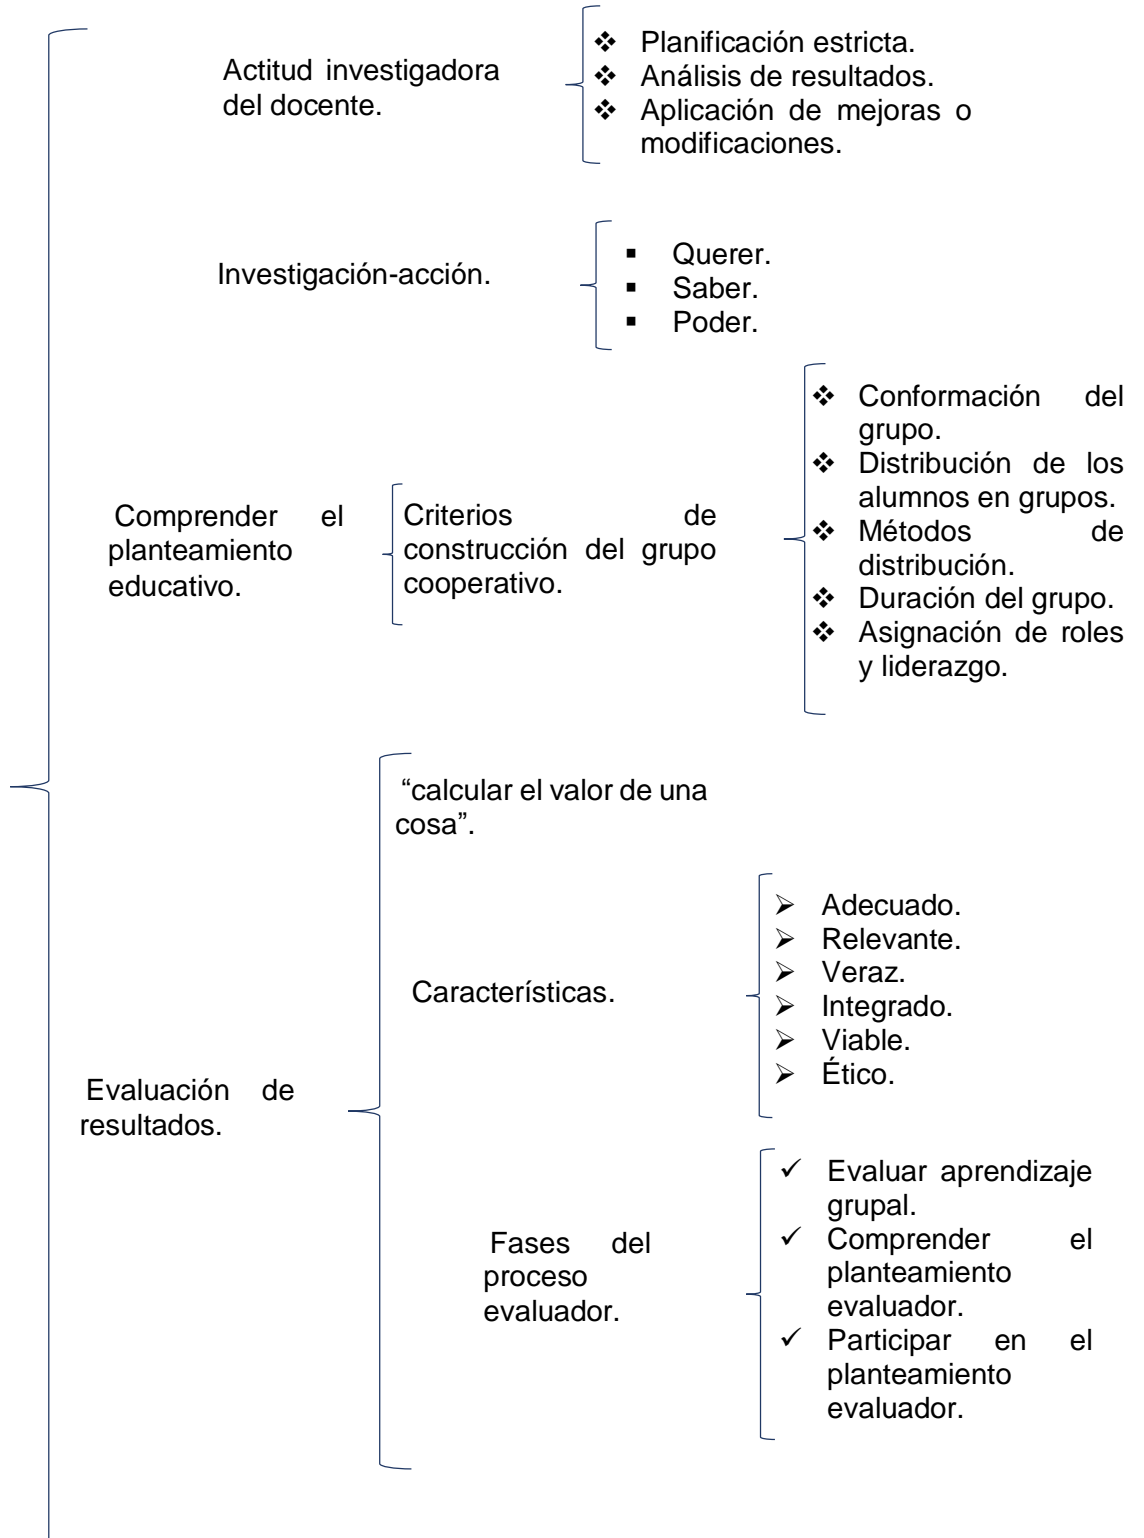 Actitud investigadora
del docente.
❖ Planificación estricta.
❖ Análisis de resultados.
❖ Aplicación de mejoras o
modificaciones.
Investigación-acción.
▪ Querer.
▪ Saber.
▪ Poder.
Comprender el
planteamiento
educativo.
Criterios de
construcción del grupo
cooperativo.
❖ Conformación del
grupo.
❖ Distribución de los
alumnos en grupos.
❖ Métodos de
distribución.
❖ Duración del grupo.
❖ Asignación de roles
y liderazgo.
Evaluación de
resultados.
“calcular el valor de una
cosa”.
Características.
➢ Adecuado.
➢ Relevante.
➢ Veraz.
➢ Integrado.
➢ Viable.
➢ Ético.
Fases del
proceso
evaluador.
✓ Evaluar aprendizaje
grupal.
✓ Comprender el
planteamiento
evaluador.
✓ Participar en el
planteamiento
evaluador.